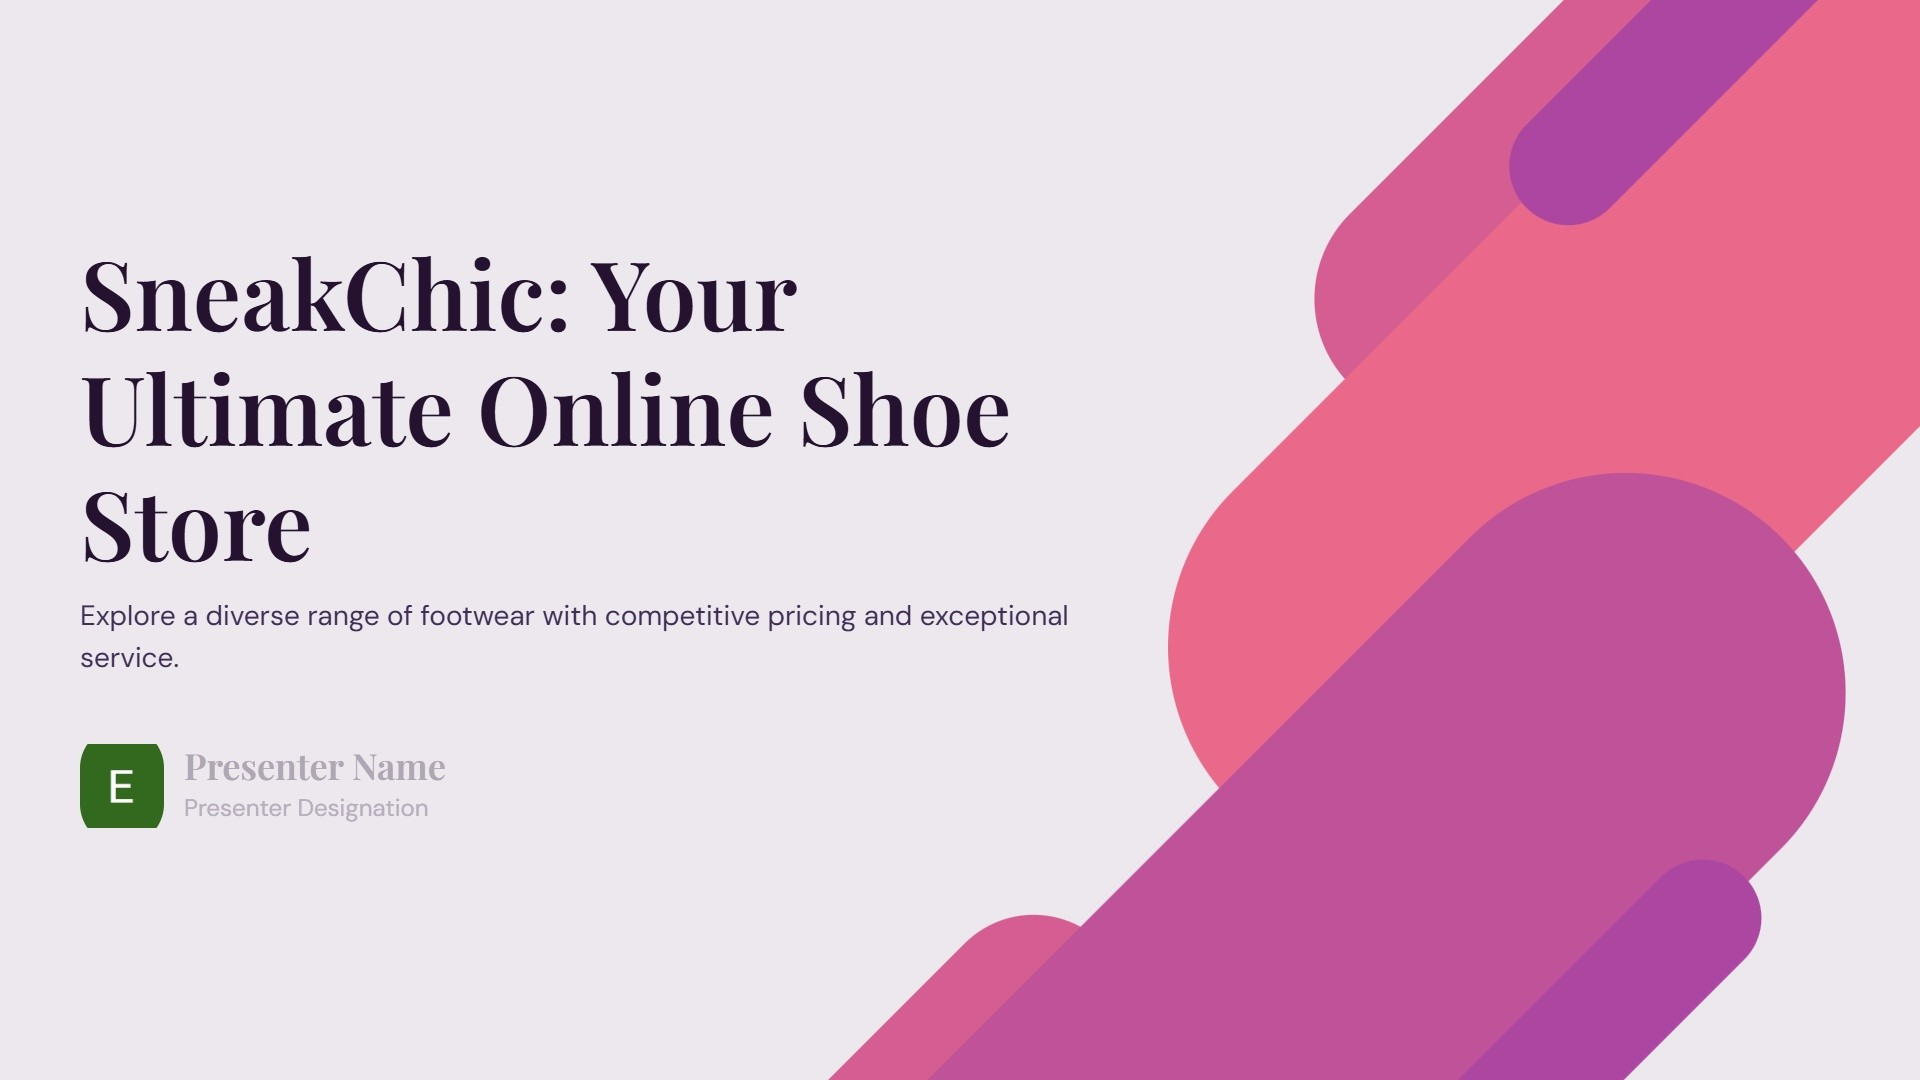 SneakChic: Your
Ultimate Online Shoe
Store
Explore a diverse range of footwear with competitive pricing and exceptional
service.
E
Presenter Name
Presenter Designation